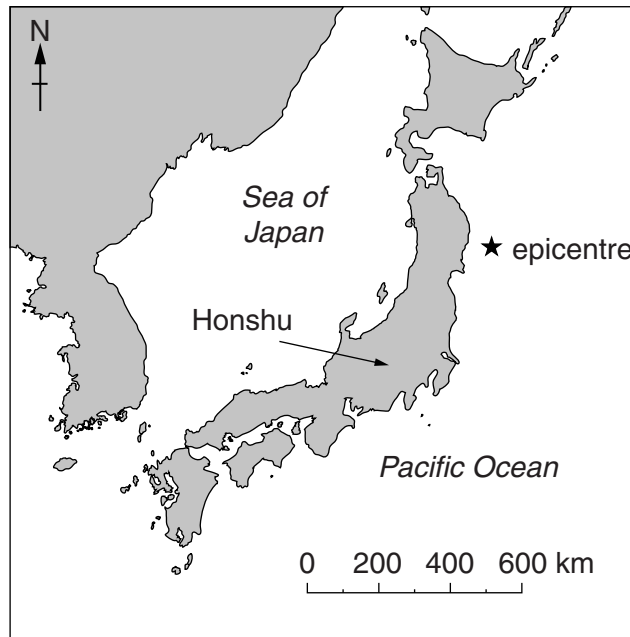 N
Sea of
Japan
epicentre
Honshu
Pacific Ocean
0 200 400 600 km